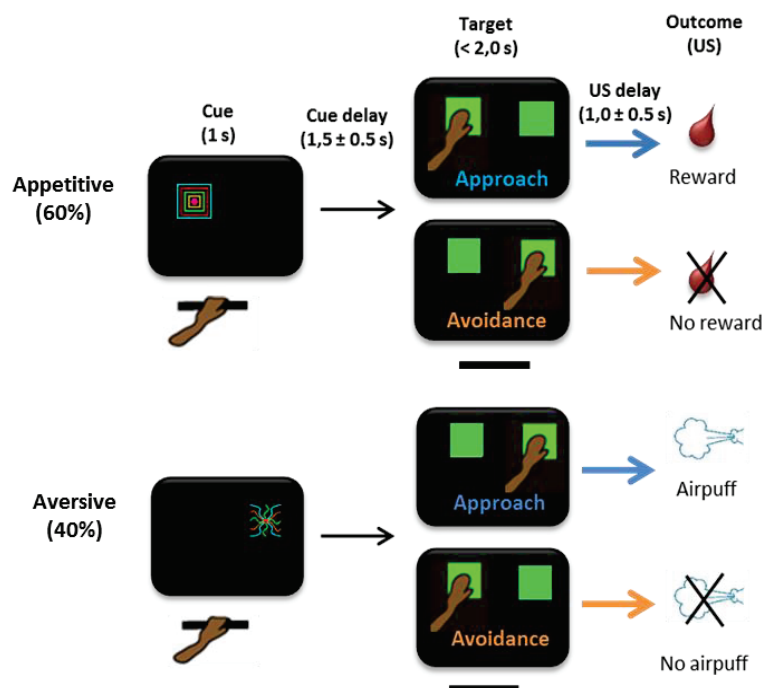 Target
(< 2,0 s)
Outcome
(US)
Cue
(1 s)
Cue delay
(1,5 ± 0.5 s)
US delay
(1,0 ± 0.5 s)
Appetitive
(60%)
Approach
Reward
Avoidance
No reward
Aversive
(40%)
Approach
Airpuff
Avoidance
No airpuff